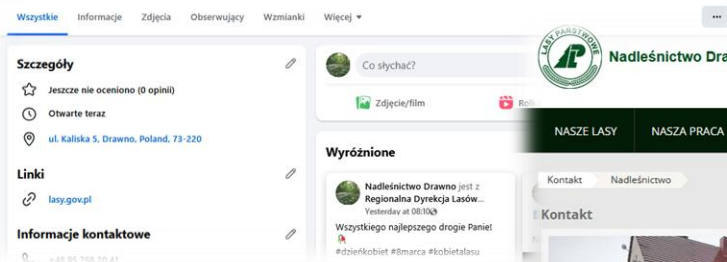 Wszystkie Informacje Zdjęcia Obserwujący Wzmianki Więcej
Szczegóły
Jeszcze nie oceniono (0 opinii)
Otwarte teraz
ul. Kaliska 5, Drawno, Poland, 73-220
Linki
lasy.gov.pl
Informacje kontaktowe
Co słychać?
Zdjęcie/film
Wyróżnione
Nadleśnictwo Drawno jest z
Regionalna Dyrekcja Lasów...
Yesterday at 08:10
Wszystkiego najlepszego drogie Panie!
#dzieńkobiet #8marca #kobietalasu
LASY PAŃSTWOWE
Nadleśnictwo Dra
NASZE LASY NASZA PRACA
Kontakt Nadleśnictwo
Kontakt